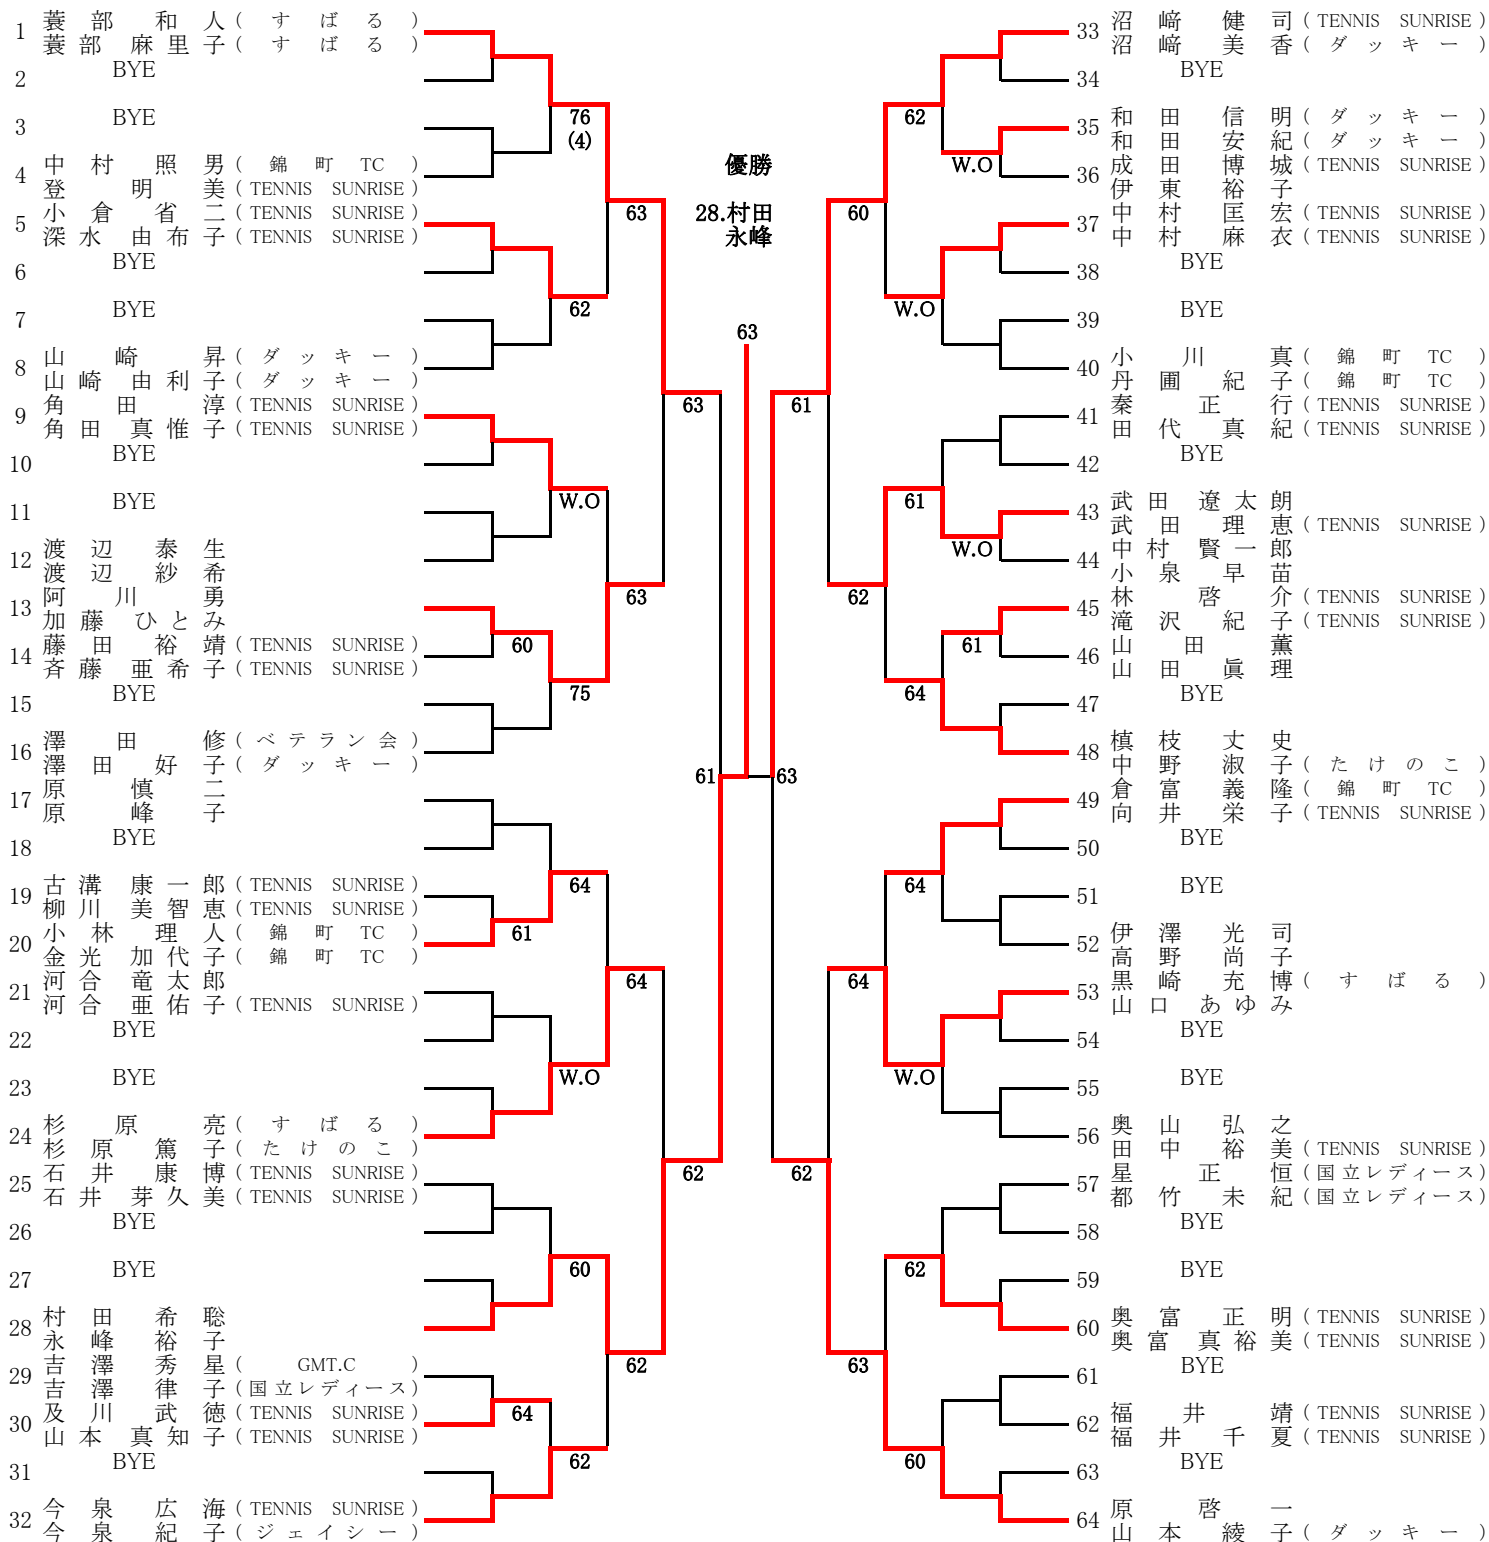 1 蓑部 和人 ( すばる )
蓑部 麻里子 ( すばる )
2 BYE
3 BYE
4 中村 照男 ( 錦町 TC )
登 明美 ( TENNIS SUNRISE )
5 小倉 省二 ( TENNIS SUNRISE )
深水 由布子 ( TENNIS SUNRISE )
6 BYE
7 BYE
8 山崎 昇 ( ダッキー )
山崎 由利子 ( ダッキー )
9 角田 淳 ( TENNIS SUNRISE )
角田 真惟子 ( TENNIS SUNRISE )
10 BYE
11 BYE
12 渡辺 泰生
渡辺 紗希
13 阿川 勇
加藤 ひとみ
14 藤田 裕靖 ( TENNIS SUNRISE )
斉藤 亜希子 ( TENNIS SUNRISE )
15 BYE
16 澤田 修 ( ベテラン会 )
澤田 好子 ( ダッキー )
17 原 慎二
原 峰子
18 BYE
19 古溝 康一郎 ( TENNIS SUNRISE )
柳川 美智恵 ( TENNIS SUNRISE )
20 小林 理人 ( 錦町 TC )
金光 加代子 ( 錦町 TC )
21 河合 竜太郎
河合 亜佑子 ( TENNIS SUNRISE )
22 BYE
23 BYE
24 杉原 亮 ( すばる )
杉原 篤子 ( たけのこ )
25 石井 康博 ( TENNIS SUNRISE )
石井 芽久美 ( TENNIS SUNRISE )
26 BYE
27 BYE
28 村田 希聡
永峰 裕子
29 吉澤 秀星 ( GMT.C )
吉澤 律子 ( 国立レディース )
30 及川 武徳 ( TENNIS SUNRISE )
山本 真知子 ( TENNIS SUNRISE )
31 BYE
32 今泉 広海 ( TENNIS SUNRISE )
今泉 紀子 ( ジェイシー )
60
61
64
76
(4)
62
W.O
75
64
W.O
60
62
63
63
64
62
63
62
61
優勝
28.村田
永峰
63
63
61
62
60
62
64
63
62
W.O
61
64
64
W.O
62
60
W.O
W.O
61
33 沼﨑 健司 ( TENNIS SUNRISE )
沼﨑 美香 ( ダッキー )
34 BYE
35 和田 信明 ( ダッキー )
和田 安紀 ( ダッキー )
36 成田 博城 ( TENNIS SUNRISE )
伊東 裕子
37 中村 匡宏 ( TENNIS SUNRISE )
中村 麻衣 ( TENNIS SUNRISE )
38 BYE
39 BYE
40 小川 真 ( 錦町 TC )
丹圃 紀子 ( 錦町 TC )
41 秦 正行 ( TENNIS SUNRISE )
田代 真紀 ( TENNIS SUNRISE )
42 BYE
43 武田 遼太朗
武田 理恵 ( TENNIS SUNRISE )
44 中村 賢一郎
小泉 早苗
45 林 啓介 ( TENNIS SUNRISE )
滝沢 紀子 ( TENNIS SUNRISE )
46 山田 薫
山田 眞理
47 BYE
48 槙枝 丈史
中野 淑子 ( たけのこ )
49 倉富 義隆 ( 錦町 TC )
向井 栄子 ( TENNIS SUNRISE )
50 BYE
51 BYE
52 伊澤 光司
高野 尚子
53 黒崎 充博 ( すばる )
山口 あゆみ
54 BYE
55 BYE
56 奥山 弘之
田中 裕美 ( TENNIS SUNRISE )
57 星 正恒 ( 国立レディース )
都竹 未紀 ( 国立レディース )
58 BYE
59 BYE
60 奥富 正明 ( TENNIS SUNRISE )
奥富 真裕美 ( TENNIS SUNRISE )
61 BYE
62 福井 靖 ( TENNIS SUNRISE )
福井 千夏 ( TENNIS SUNRISE )
63 BYE
64 原 啓一
山本 綾子 ( ダッキー )